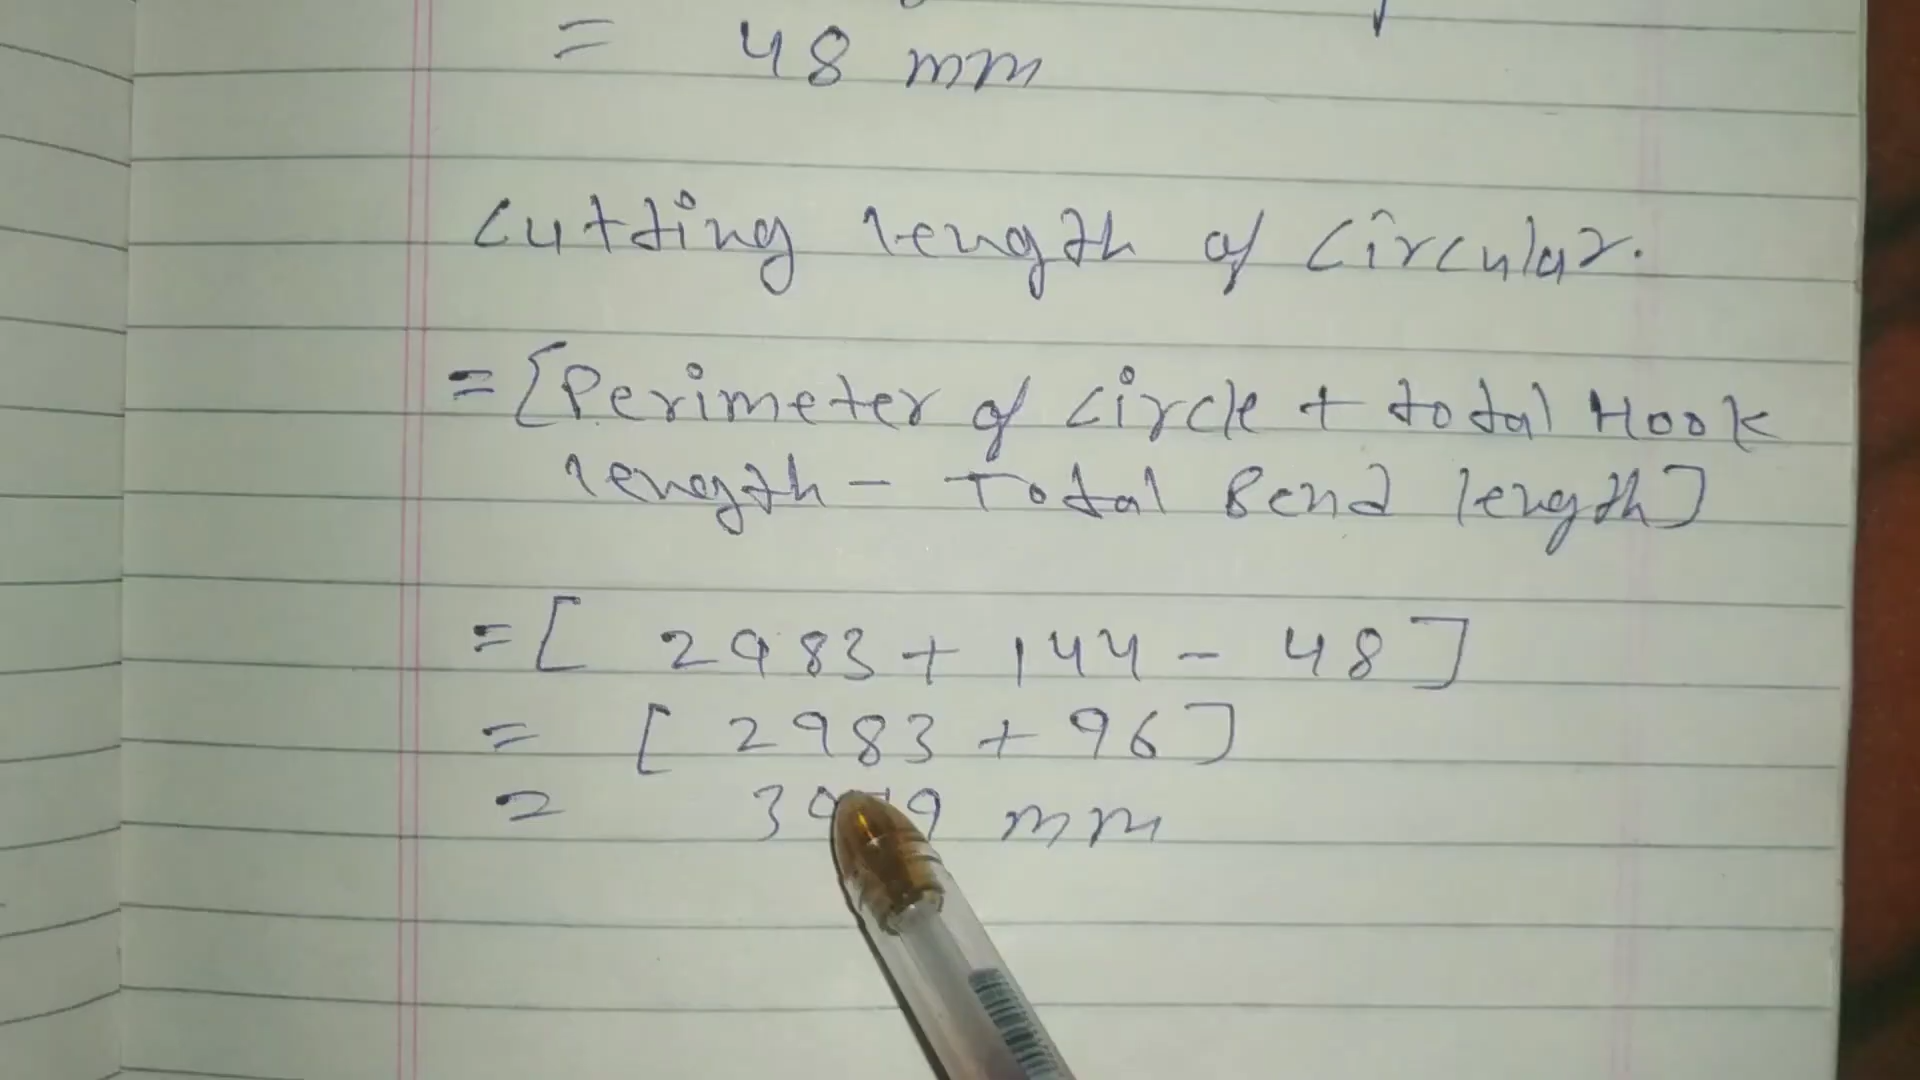 = 48 mm
Cutting length of Circular.
= [Perimeter of circle + total Hook
length - Total Bend length]
= [ 2983 + 144 - 48 ]
= [ 2983 + 96 ]
= mm